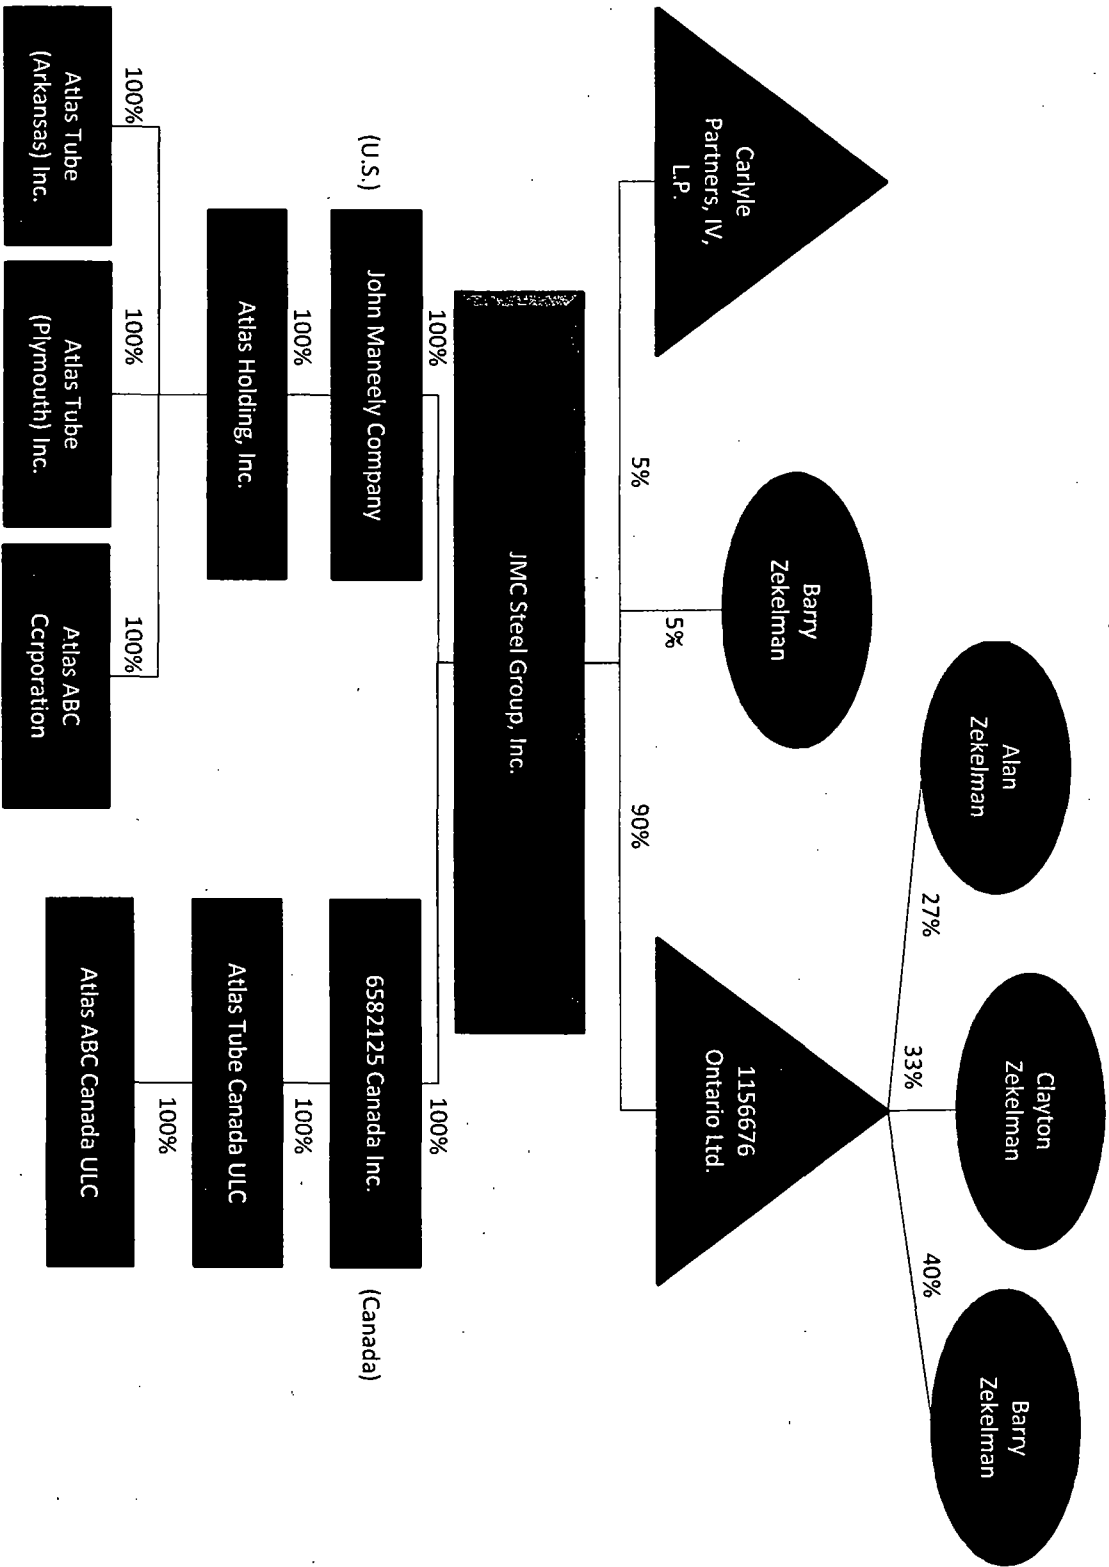 Alan
Zekelman
Clayton
Zekelman
Barry
Zekelman
27%
33%
40%
Barry
Zekelman
Carlyle
Partners, IV,
L.P.
1156676
Ontario Ltd.
5%
5%
90%
JMC Steel Group, Inc.
100%
100%
(U.S.)
John Maneely Company
6582125 Canada Inc.
(Canada)
100%
100%
Atlas Holding, Inc.
Atlas Tube Canada ULC
100%
100%
100%
100%
Atlas Tube
(Arkansas) Inc.
Atlas Tube
(Plymouth) Inc.
Atlas ABC
Corporation
Atlas ABC Canada ULC